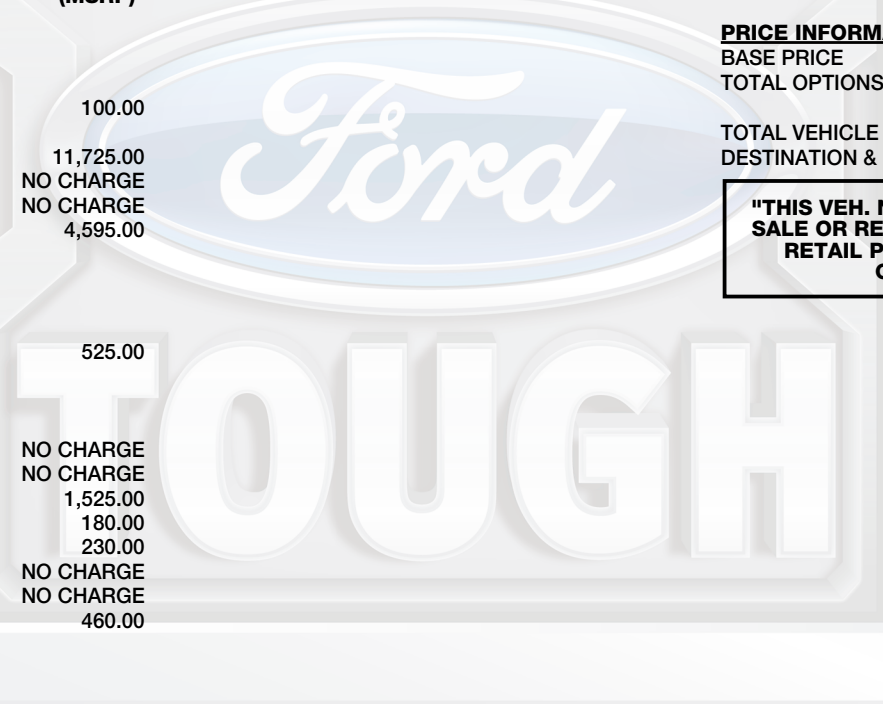 (MSRP)
100.00
11,725.00
NO CHARGE
NO CHARGE
4,595.00
525.00
NO CHARGE
NO CHARGE
1,525.00
180.00
230.00
NO CHARGE
NO CHARGE
460.00
PRICE INFORM
BASE PRICE
TOTAL OPTIONS
TOTAL VEHICLE
DESTINATION &
"THIS VEH.
SALE OR RE
RETAIL P
Ford
TOUGH